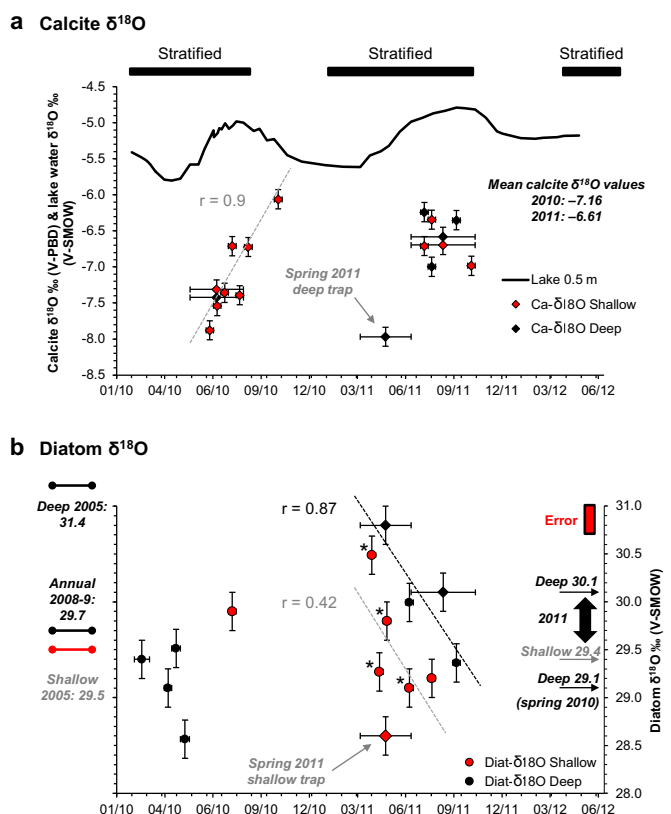 a Calcite δ¹⁸O
Stratified Stratified Stratified
Calcite δ¹⁸O ‰ (V-PBD) & lake water δ¹⁸O ‰
(V-SMOW)
-4.5
-5.0
-5.5
-6.0
-6.5
-7.0
-7.5
-8.0
-8.5
r = 0.9
Mean calcite δ¹⁸O values
2010: –7.16
2011: –6.61
Spring 2011
deep trap
Lake 0.5 m
Ca-δI8O Shallow
Ca-δI8O Deep
01/10 04/10 06/10 09/10 12/10 03/11 06/11 09/11 03/12 06/12
b Diatom δ¹⁸O
Deep 2005:
31.4
Annual
2008-9:
29.7
Shallow
2005: 29.5
r = 0.87
r = 0.42
*
*
*
*
Spring 2011
shallow trap
Error
Deep 30.1
2011
Shallow 29.4
Deep 29.1
(spring 2010)
Diat-δ18O Shallow
Diat-δ18O Deep
31.0
30.5
30.0
29.5
29.0
28.5
28.0
Diatom δ¹⁸O ‰ (V-SMOW)
01/10 04/10 06/10 09/10 12/10 03/11 06/11 09/11 03/12 06/12